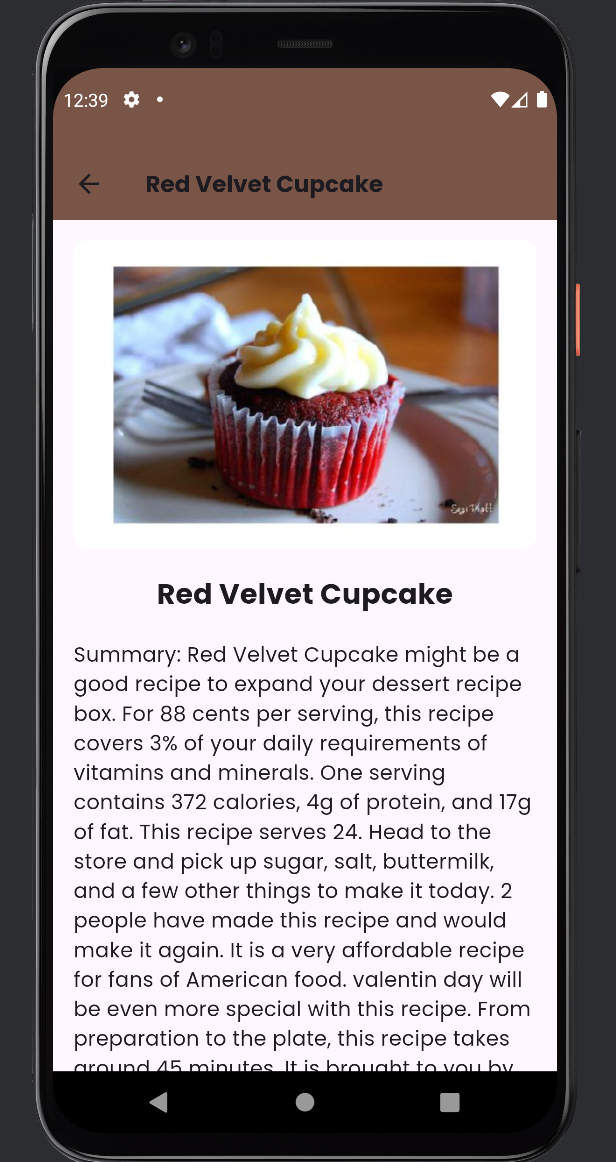 12:39
Red Velvet Cupcake
Red Velvet Cupcake
Summary: Red Velvet Cupcake might be a
good recipe to expand your dessert recipe
box. For 88 cents per serving, this recipe
covers 3% of your daily requirements of
vitamins and minerals. One serving
contains 372 calories, 4g of protein, and 17g
of fat. This recipe serves 24. Head to the
store and pick up sugar, salt, buttermilk,
and a few other things to make it today. 2
people have made this recipe and would
make it again. It is a very affordable recipe
for fans of American food. valentin day will
be even more special with this recipe. From
preparation to the plate, this recipe takes
around 45 minutes. It is brought to you by